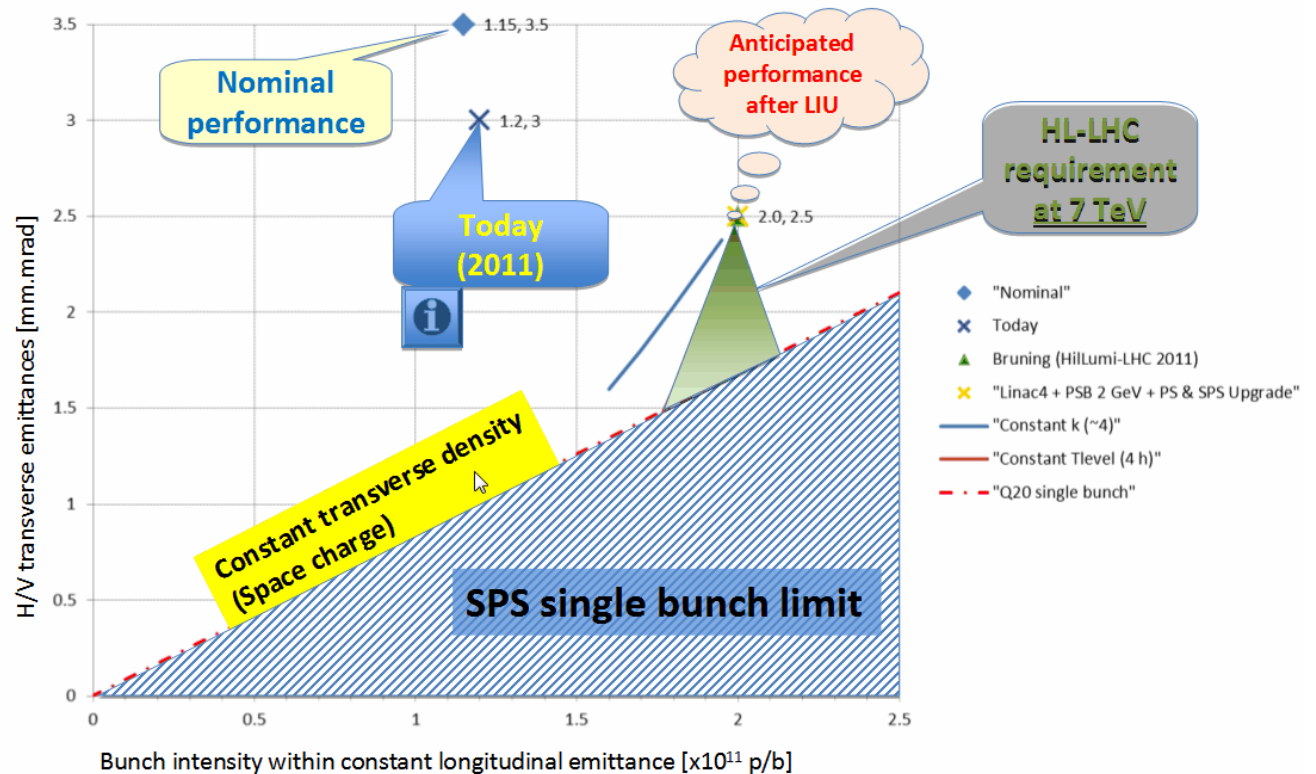 3.5
1.15, 3.5
Nominal
performance
Anticipated
performance
after LIU
3
1.2, 3
HL-LHC
requirement
at 7 TeV
2.5
2.0, 2.5
Today
(2011)
2
i
"Nominal"
Today
Bruning (HilLumi-LHC 2011)
"Linac4 + PSB 2 GeV + PS & SPS Upgrade"
"Constant k (~4)"
"Constant Tlevel (4 h)"
"Q20 single bunch"
1.5
Constant transverse density
(Space charge)
1
SPS single bunch limit
0.5
0
H/V transverse emittances [mm.mrad]
0 0.5 1 1.5 2 2.5
Bunch intensity within constant longitudinal emittance [x10¹¹ p/b]